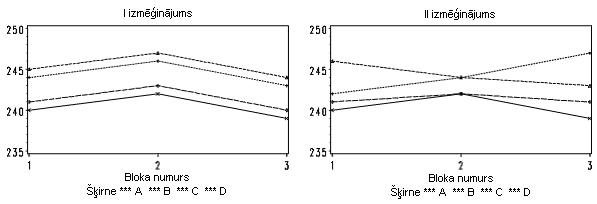 I izmēģinājums
250
245
240
235
1 2 3
Bloka numurs
Šķirne *** A *** B *** C *** D
II izmēģinājums
250
245
240
235
1 2 3
Bloka numurs
Šķirne *** A *** B *** C *** D